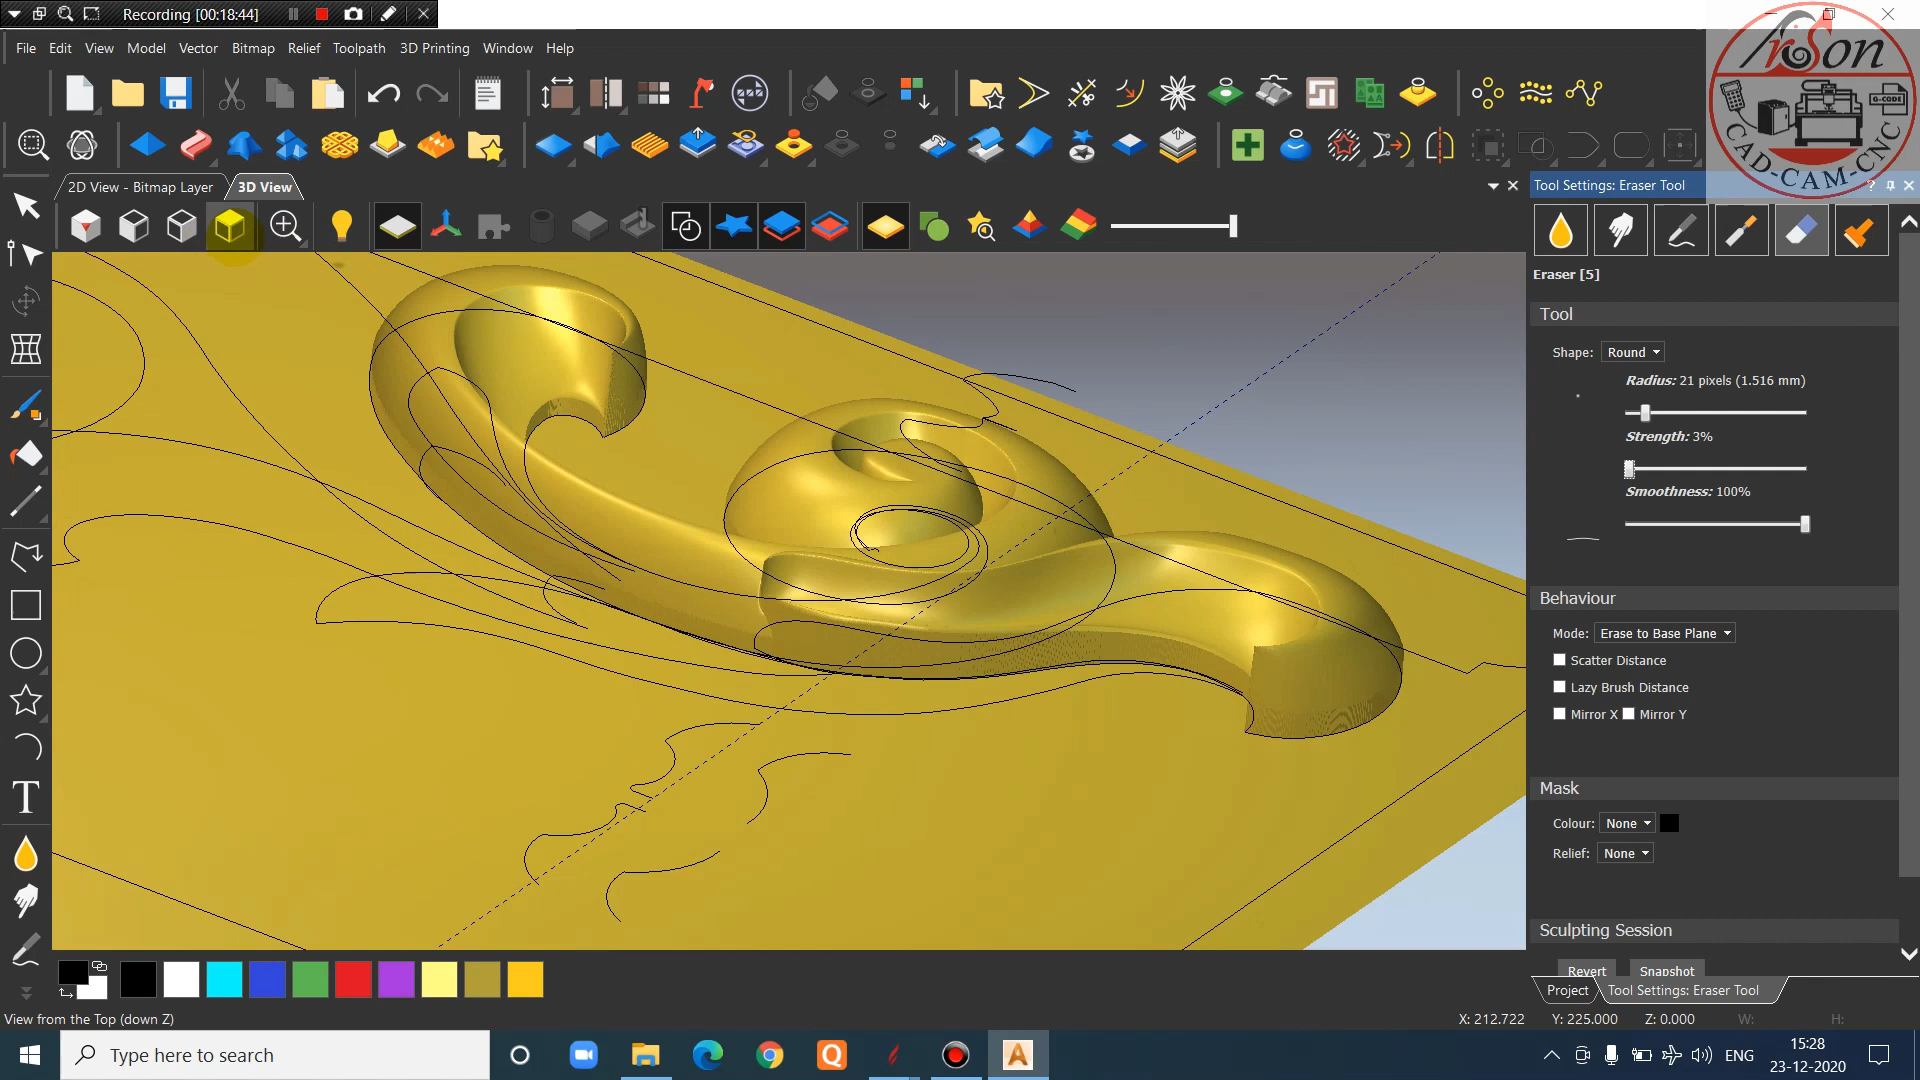 Recording [00:18:44]
File Edit View Model Vector Bitmap Relief Toolpath 3D Printing Window Help
ArSon
G-CODE
CAD-CAM-CNC
2D View - Bitmap Layer 3D View
Tool Settings: Eraser Tool ?
Eraser [5]
Tool
Shape: Round
Radius: 21 pixels (1.516 mm)
Strength: 3%
Smoothness: 100%
Behaviour
Mode: Erase to Base Plane
Scatter Distance
Lazy Brush Distance
Mirror X Mirror Y
Mask
Colour: None
Relief: None
Sculpting Session
Revert Snapshot
Project Tool Settings: Eraser Tool
View from the Top (down Z)
X: 212.722 Y: 225.000 Z: 0.000 W: H:
Type here to search
ENG
15:28
23-12-2020